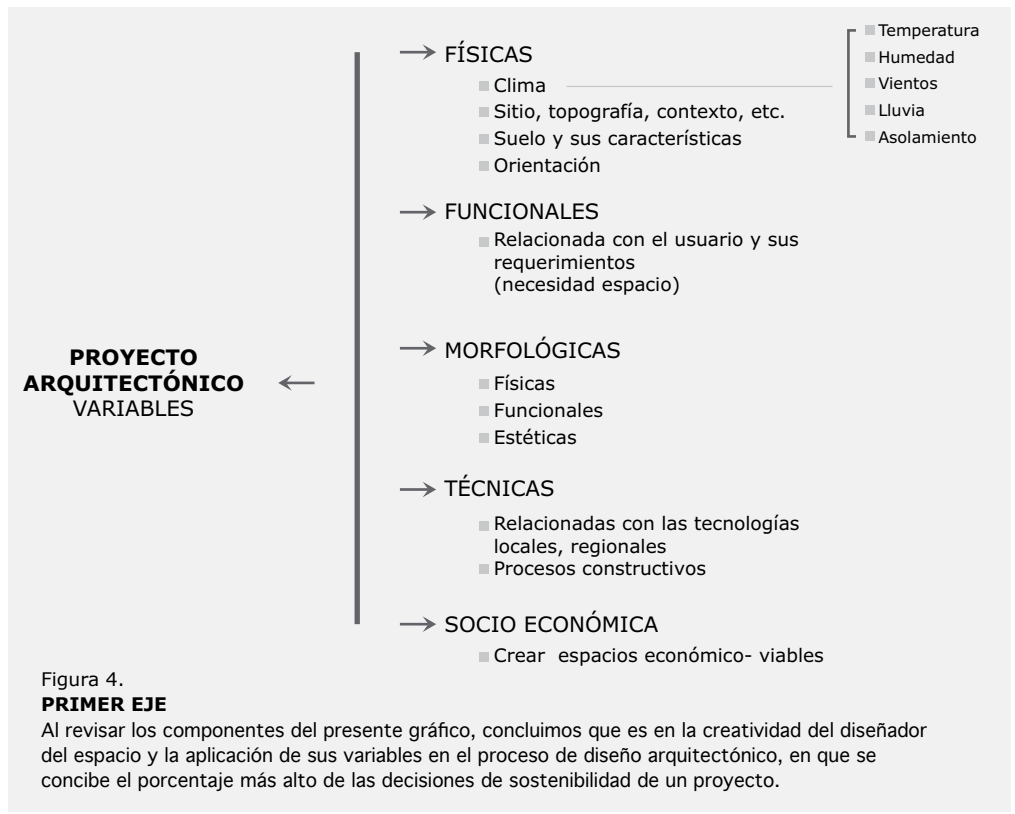 PROYECTO
ARQUITECTÓNICO
VARIABLES
FÍSICAS
Clima
Sitio, topografía, contexto, etc.
Suelo y sus características
Orientación
Temperatura
Humedad
Vientos
Lluvia
Asolamiento
FUNCIONALES
Relacionada con el usuario y sus
requerimientos
(necesidad espacio)
MORFOLÓGICAS
Físicas
Funcionales
Estéticas
TÉCNICAS
Relacionadas con las tecnologías
locales, regionales
Procesos constructivos
SOCIO ECONÓMICA
Crear espacios económico- viables
Figura 4.
PRIMER EJE
Al revisar los componentes del presente gráfico, concluimos que es en la creatividad del diseñador
del espacio y la aplicación de sus variables en el proceso de diseño arquitectónico, en que se
concibe el porcentaje más alto de las decisiones de sostenibilidad de un proyecto.